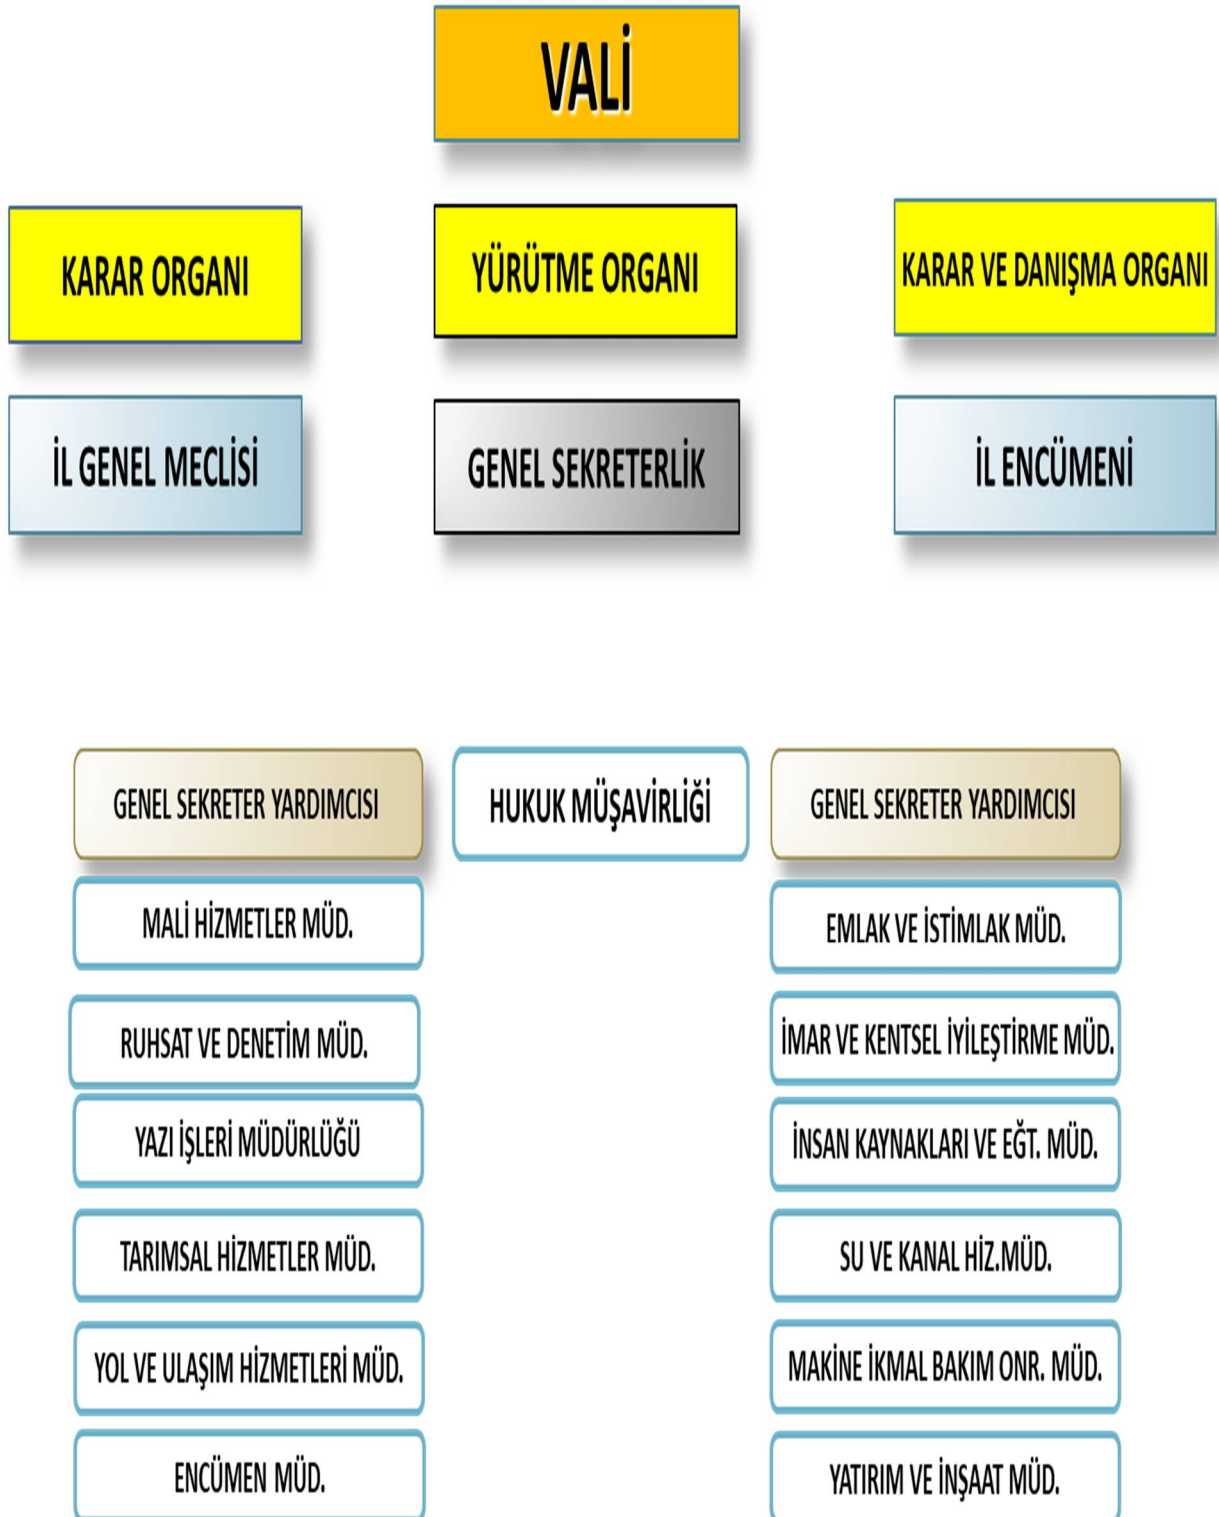 VALİ
KARAR ORGANI
YÜRÜTME ORGANI
KARAR VE DANIŞMA ORGANI
İL GENEL MECLİSİ
GENEL SEKRETERLİK
İL ENCÜMENİ
GENEL SEKRETER YARDIMCISI
HUKUK MÜŞAVİRLİĞİ
GENEL SEKRETER YARDIMCISI
MALİ HİZMETLER MÜD.
EMLAK VE İSTİMLAK MÜD.
RUHSAT VE DENETİM MÜD.
İMAR VE KENTSEL İYİLEŞTİRME MÜD.
YAZI İŞLERİ MÜDÜRLÜĞÜ
İNSAN KAYNAKLARI VE EĞT. MÜD.
TARIMSAL HİZMETLER MÜD.
SU VE KANAL HİZ.MÜD.
YOL VE ULAŞIM HİZMETLERİ MÜD.
MAKİNE İKMAL BAKIM ONR. MÜD.
ENCÜMEN MÜD.
YATIRIM VE İNŞAAT MÜD.